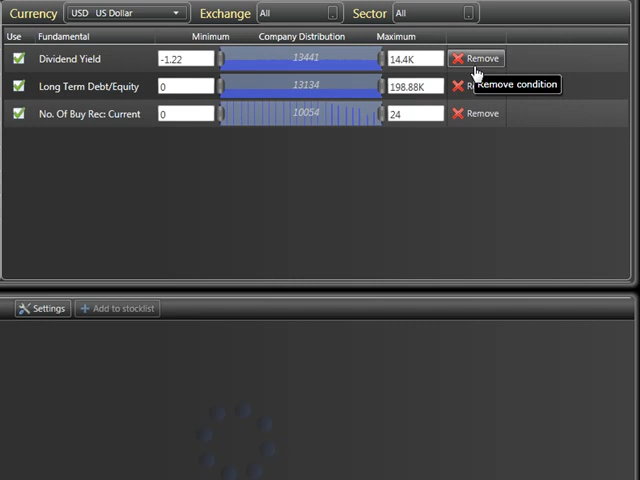 Currency USD US Dollar Exchange All Sector All
Use Fundamental Minimum Company Distribution Maximum
Dividend Yield -1.22 13441 14.4K Remove
Long Term Debt/Equity 0 13134 198.88K
Remove condition
No. Of Buy Rec: Current 0 10054 24 Remove
Settings Add to stocklist